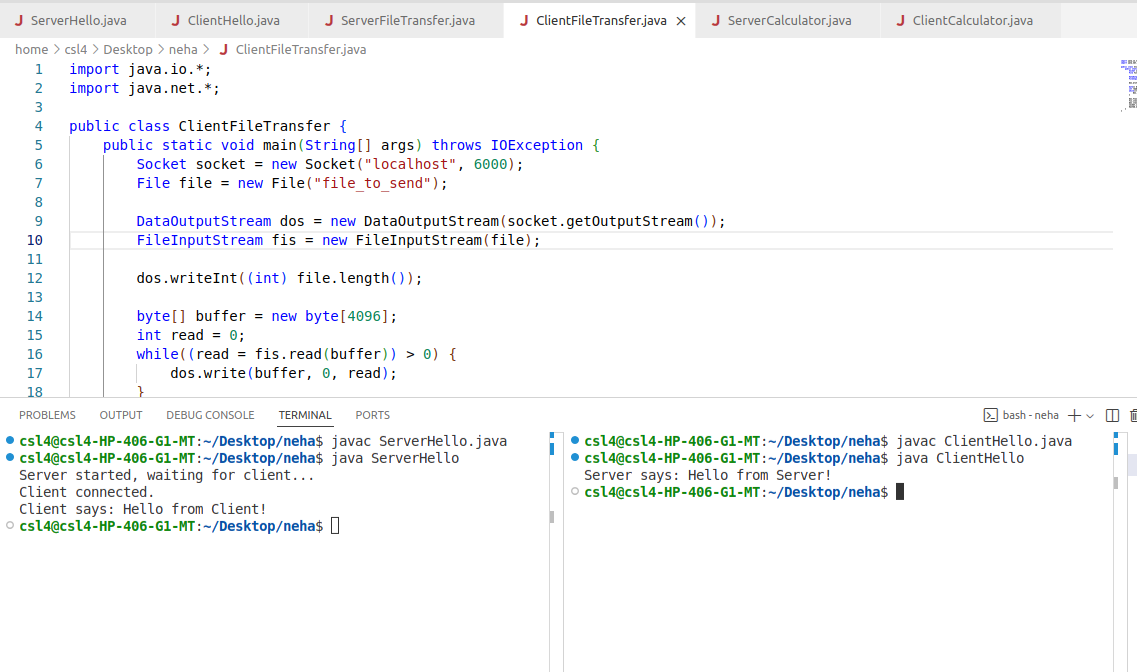 ServerHello.java ClientHello.java ServerFileTransfer.java ClientFileTransfer.java ServerCalculator.java ClientCalculator.java
home > csl4 > Desktop > neha > ClientFileTransfer.java
1 import java.io.*;
2 import java.net.*;
3
4 public class ClientFileTransfer {
5 public static void main(String[] args) throws IOException {
6 Socket socket = new Socket("localhost", 6000);
7 File file = new File("file_to_send");
8
9 DataOutputStream dos = new DataOutputStream(socket.getOutputStream());
10 FileInputStream fis = new FileInputStream(file);
11
12 dos.writeInt((int) file.length());
13
14 byte[] buffer = new byte[4096];
15 int read = 0;
16 while((read = fis.read(buffer)) > 0) {
17 dos.write(buffer, 0, read);
18 }
PROBLEMS OUTPUT DEBUG CONSOLE TERMINAL PORTS bash - neha
csl4@csl4-HP-406-G1-MT:~/Desktop/neha$ javac ServerHello.java
csl4@csl4-HP-406-G1-MT:~/Desktop/neha$ java ServerHello
Server started, waiting for client...
Client connected.
Client says: Hello from Client!
csl4@csl4-HP-406-G1-MT:~/Desktop/neha$
csl4@csl4-HP-406-G1-MT:~/Desktop/neha$ javac ClientHello.java
csl4@csl4-HP-406-G1-MT:~/Desktop/neha$ java ClientHello
Server says: Hello from Server!
csl4@csl4-HP-406-G1-MT:~/Desktop/neha$